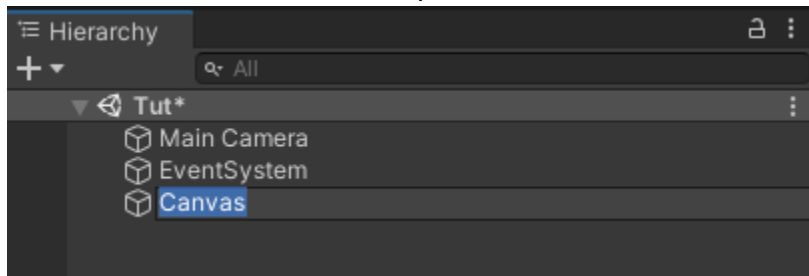 Hierarchy
All
Tut*
Main Camera
EventSystem
Canvas